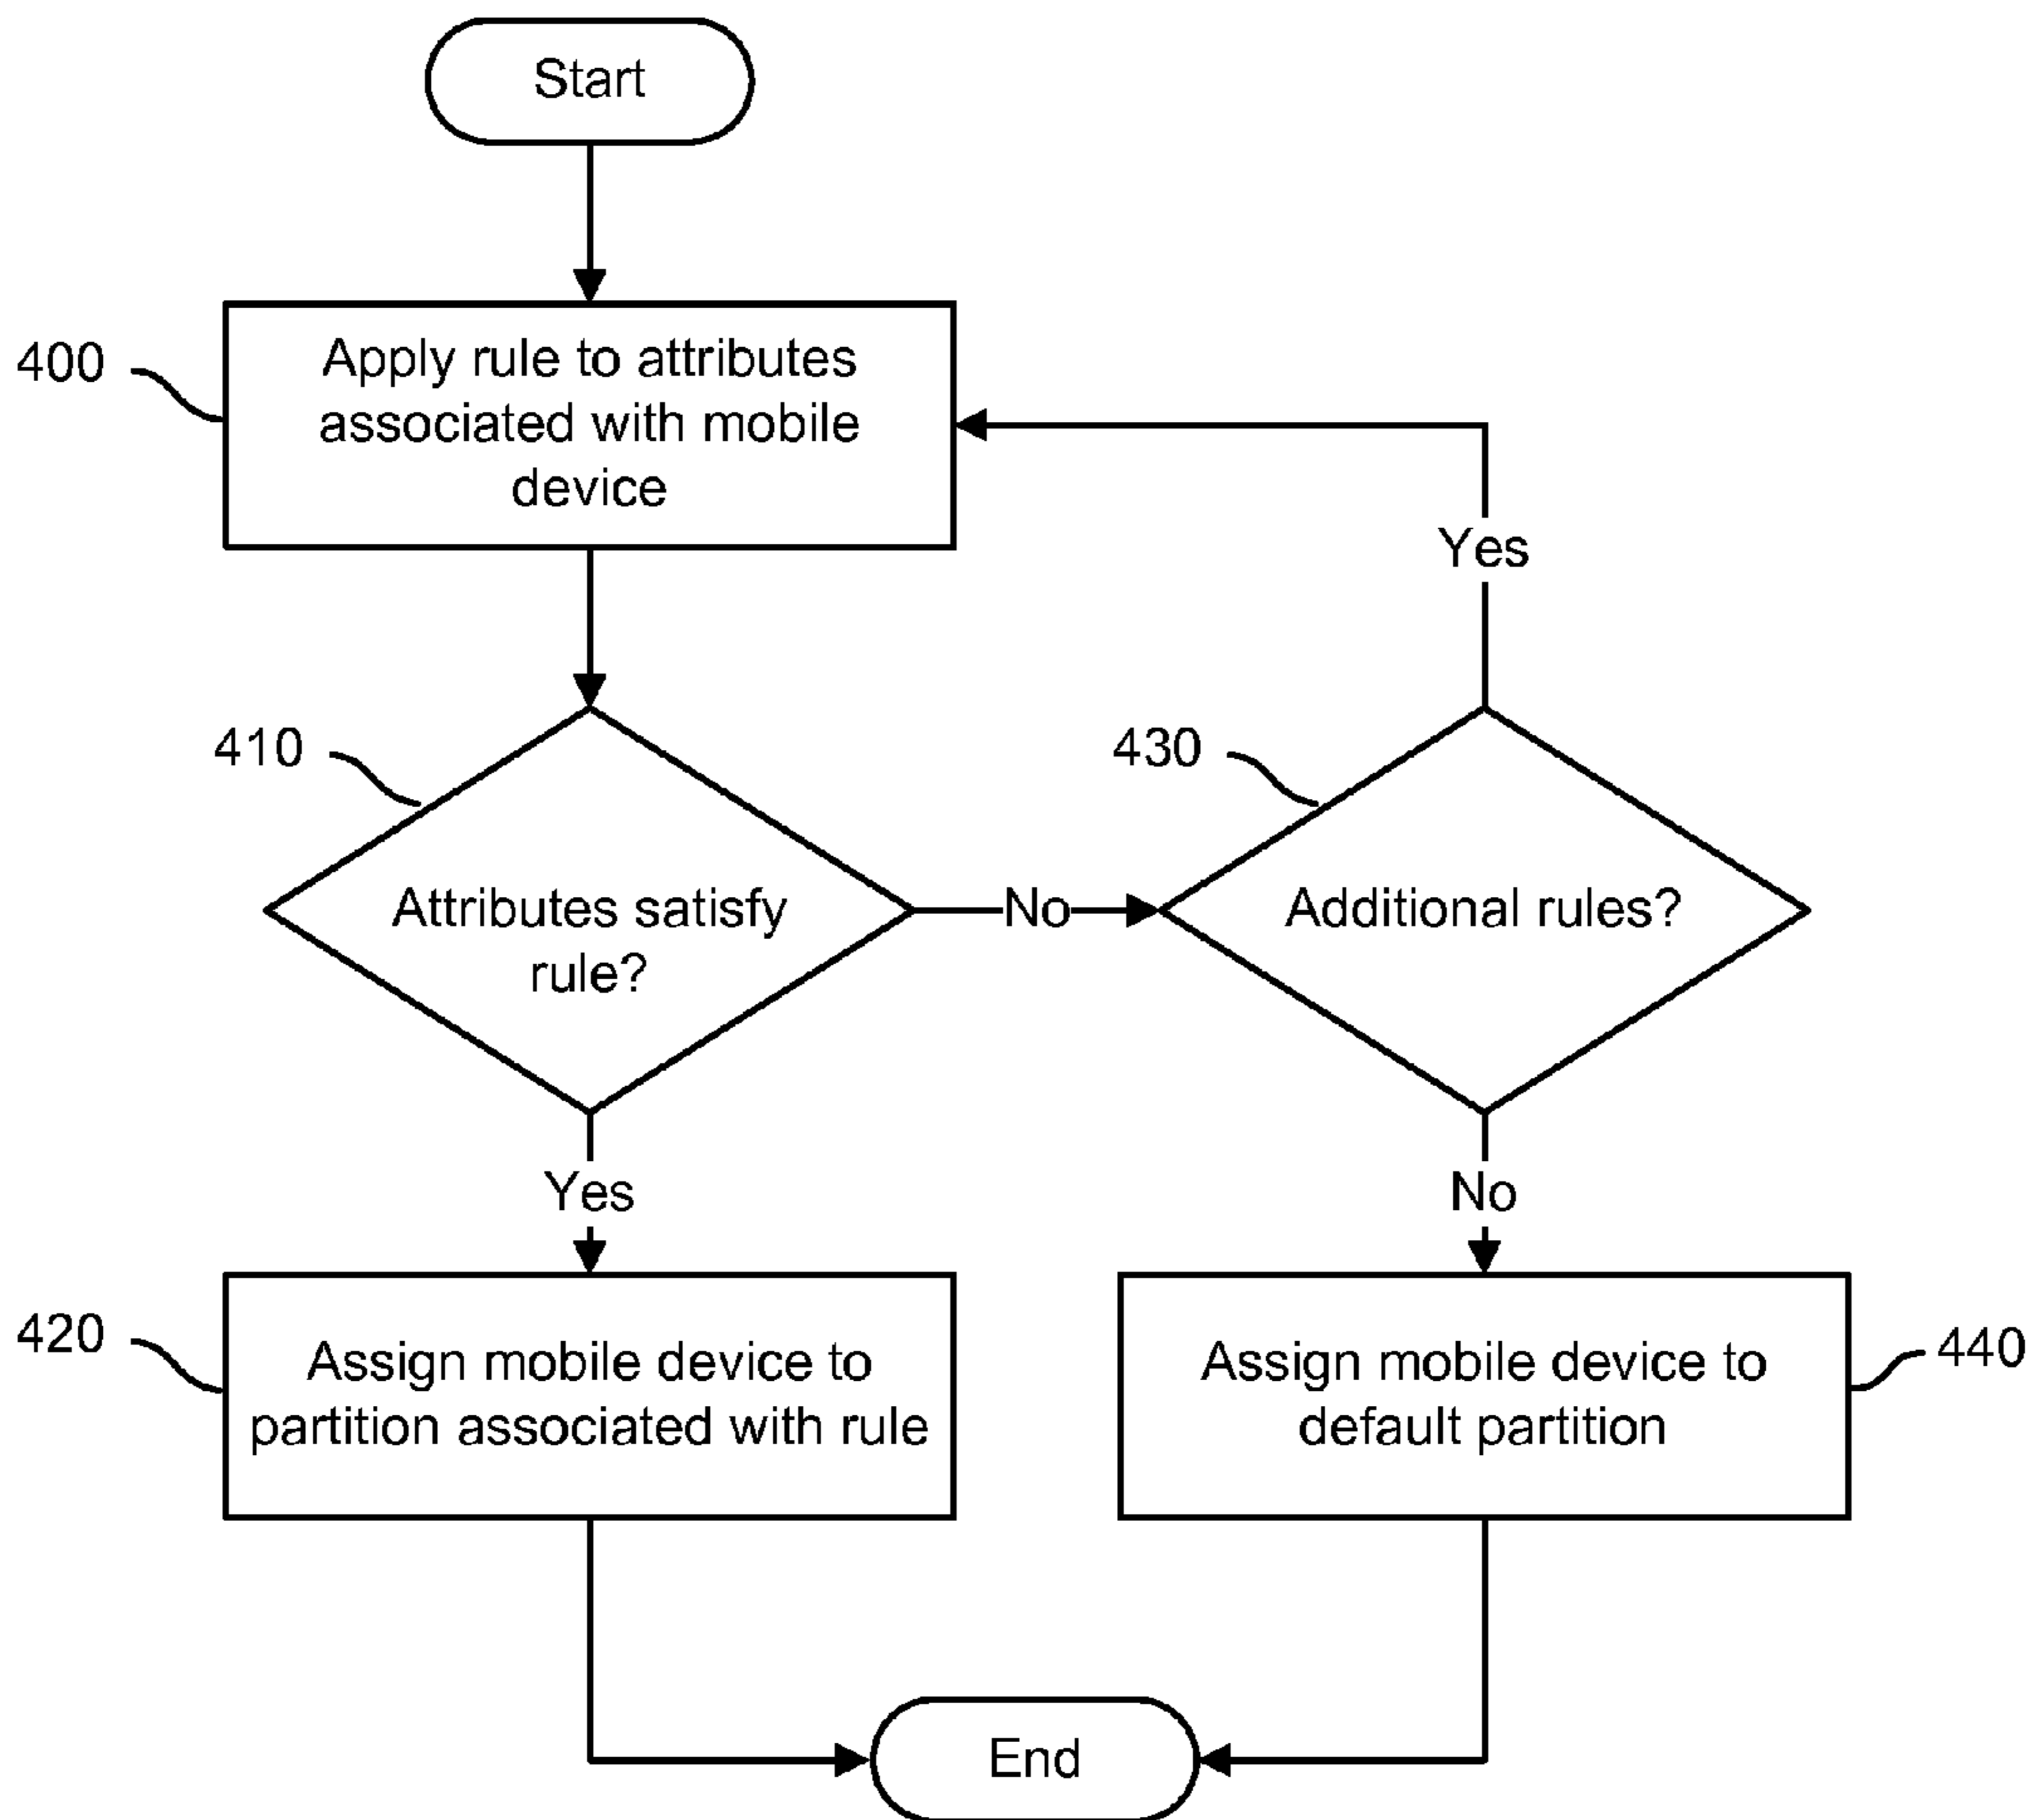 Start
400
Apply rule to attributes
associated with mobile
device
Yes
410
430
Attributes satisfy
rule?
No
Additional rules?
Yes
No
420
Assign mobile device to
partition associated with rule
Assign mobile device to
default partition
440
End